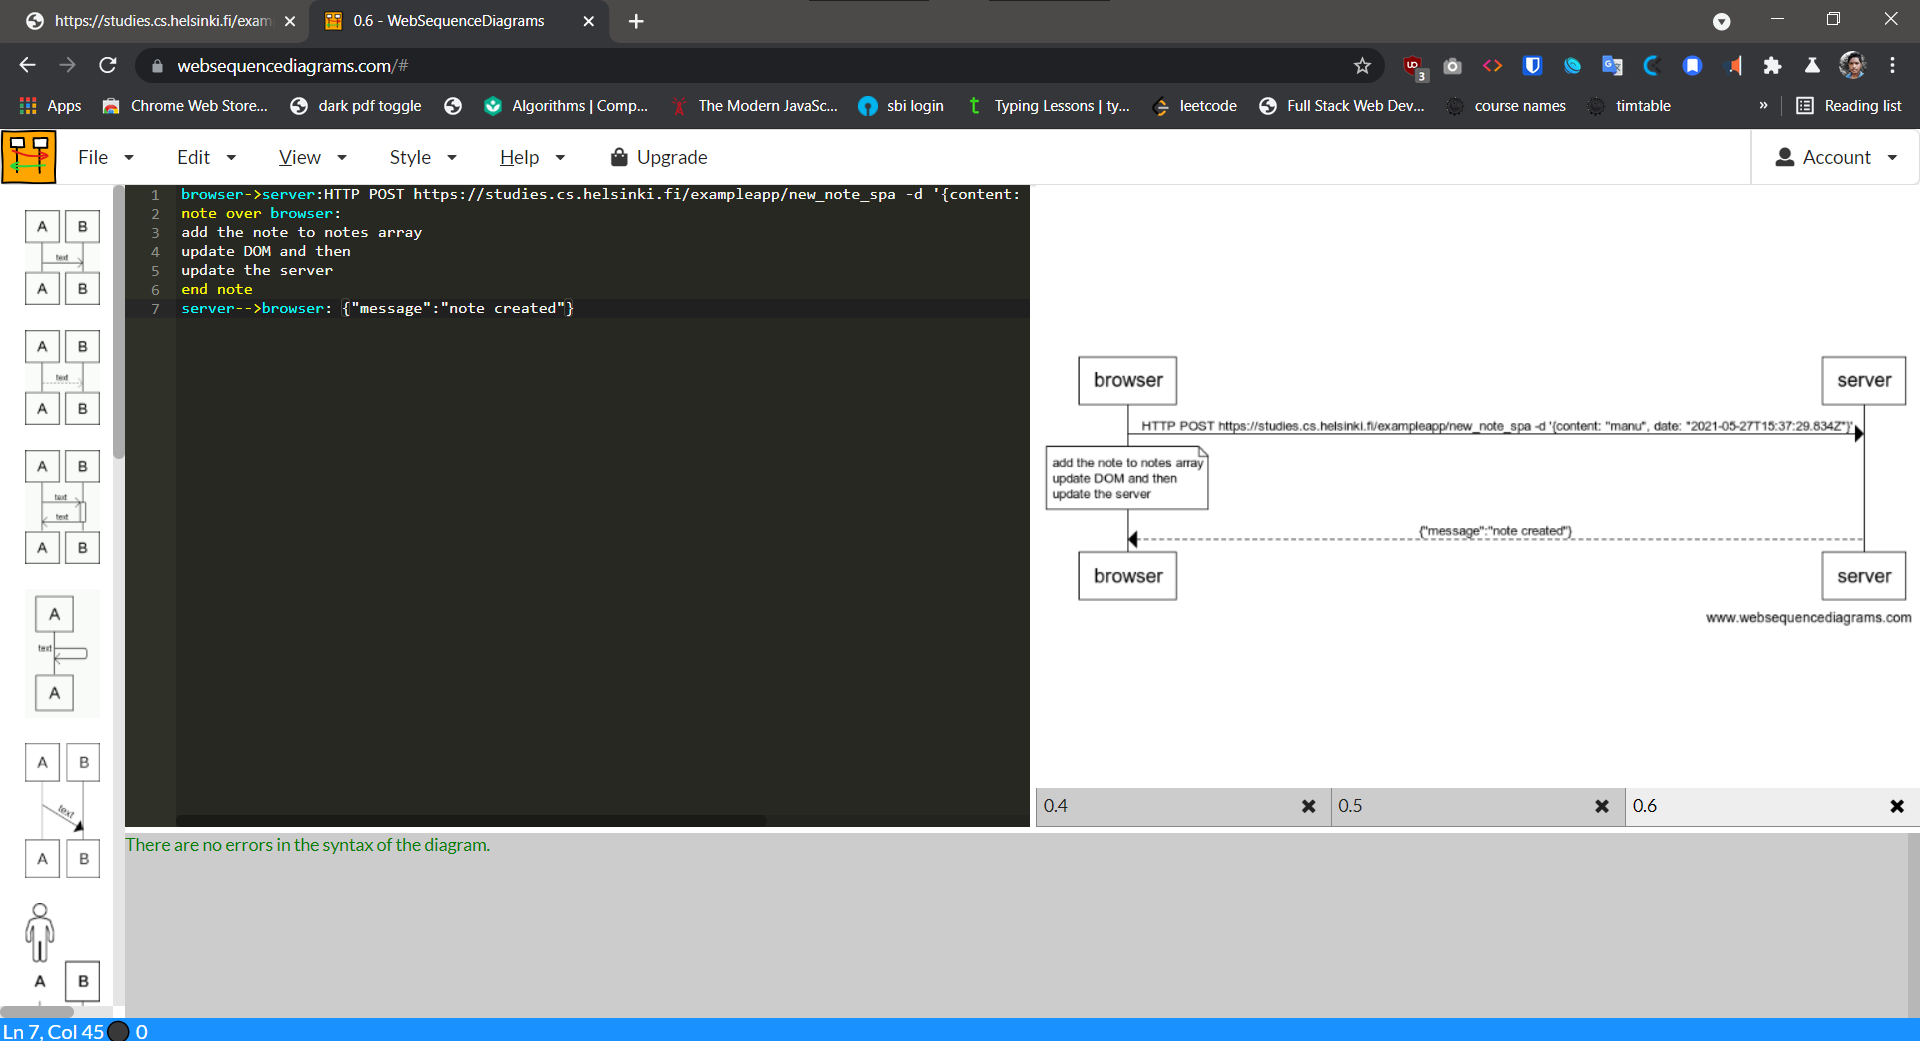 https://studies.cs.helsinki.fi/exam
0.6 - WebSequenceDiagrams
websequencediagrams.com/#
3
Apps
Chrome Web Store...
dark pdf toggle
Algorithms | Comp...
The Modern JavaSc...
sbi login
Typing Lessons | ty...
leetcode
Full Stack Web Dev...
course names
timtable
»
Reading list
File
Edit
View
Style
Help
Upgrade
Account
A B
text
A B
A B
text
A B
A B
text
text
A B
A
text
A
A B
text
A B
A B
1 browser->server:HTTP POST https://studies.cs.helsinki.fi/exampleapp/new_note_spa -d '{content:
2 note over browser:
3 add the note to notes array
4 update DOM and then
5 update the server
6 end note
7 server-->browser: {"message":"note created"}
browser
server
HTTP POST https://studies.cs.helsinki.fi/exampleapp/new_note_spa -d '{content: "manu", date: "2021-05-27T15:37:29.834Z"}'
add the note to notes array
update DOM and then
update the server
{"message":"note created"}
browser
server
www.websequencediagrams.com
0.4
0.5
0.6
There are no errors in the syntax of the diagram.
Ln 7, Col 45
0